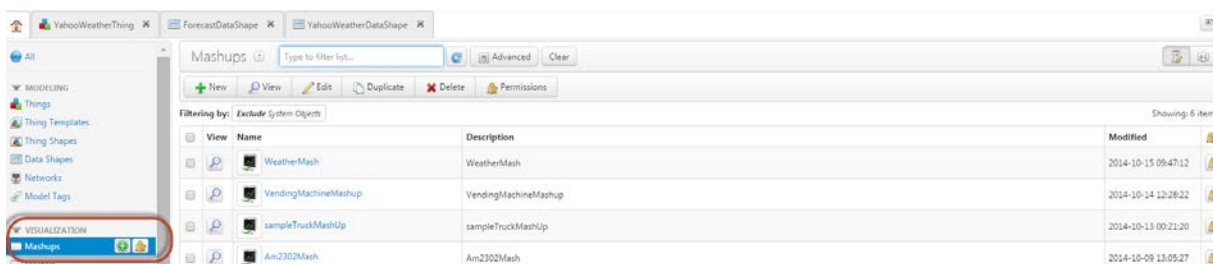 YahooWeatherThing ForecastDataShape YahooWeatherDataShape
All
MODELING
Things
Thing Templates
Thing Shapes
Data Shapes
Networks
Model Tags
VISUALIZATION
Mashups
Mashups Type to filter list... Advanced Clear
New View Edit Duplicate Delete Permissions
Filtering by: Exclude System Objects Showing: 6 item
View Name Description Modified
WeatherMash WeatherMash 2014-10-15 09:47:12
VendingMachineMashup VendingMachineMashup 2014-10-14 12:28:22
sampleTruckMashUp sampleTruckMashUp 2014-10-13 00:21:20
Am2302Mash Am2302Mash 2014-10-09 13:05:27